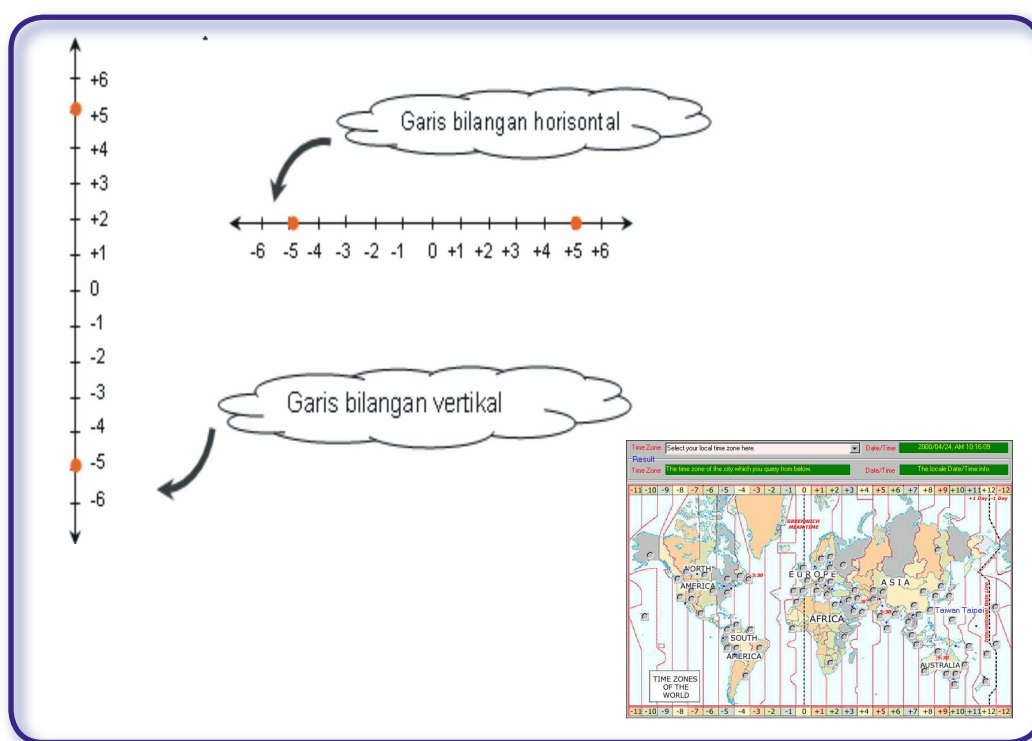 +6
+5
+4
+3
+2
+1
0
-1
-2
-3
-4
-5
-6
Garis bilangan horisontal
-6 -5 -4 -3 -2 -1 0 +1 +2 +3 +4 +5 +6
Garis bilangan vertikal
Time Zone Select your local time zone here. Date/Time 2000/04/24, AM 10:16:09
Result
Time Zone The time zone of the city which you query from below. Date/Time The locale Date/Time info.
-11 -10 -9 -8 -7 -6 -5 -4 -3 -2 -1 0 +1 +2 +3 +4 +5 +6 +7 +8 +9 +10 +11 +12 -12
+1 Day -1 Day
GREENWICH
MEAN TIME
NORTH
AMERICA
3:30
EUROPE
ASIA
AFRICA
Taiwan Taipei
SOUTH
AMERICA
9:30
AUSTRALIA
TIME ZONES
OF THE
WORLD
-11 -10 -9 -8 -7 -6 -5 -4 -3 -2 -1 0 +1 +2 +3 +4 +5 +6 +7 +8 +9 +10 +11 +12 -12